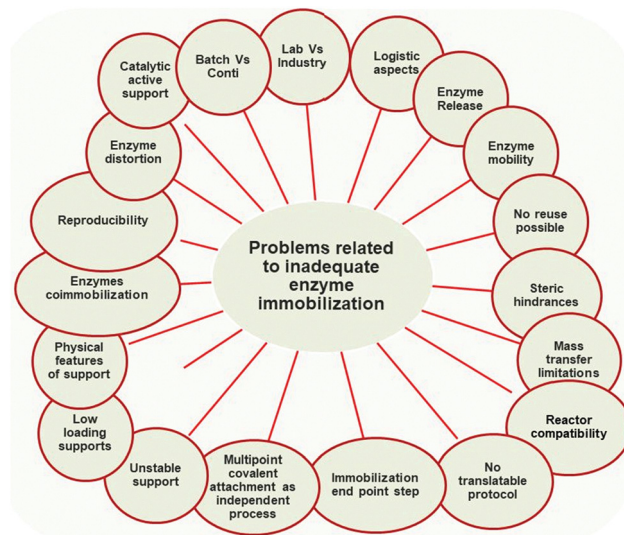 Problems related
to inadequate
enzyme
immobilization
Lab Vs
Industry
Logistic
aspects
Enzyme
Release
Enzyme
mobility
No reuse
possible
Steric
hindrances
Mass
transfer
limitations
Reactor
compatibility
No
translatable
protocol
Immobilization
end point step
Multipoint
covalent
attachment as
independent
process
Unstable
support
Low
loading
supports
Physical
features
of support
Enzymes
coimmobilization
Reproducibility
Enzyme
distortion
Catalytic
active
support
Batch Vs
Conti